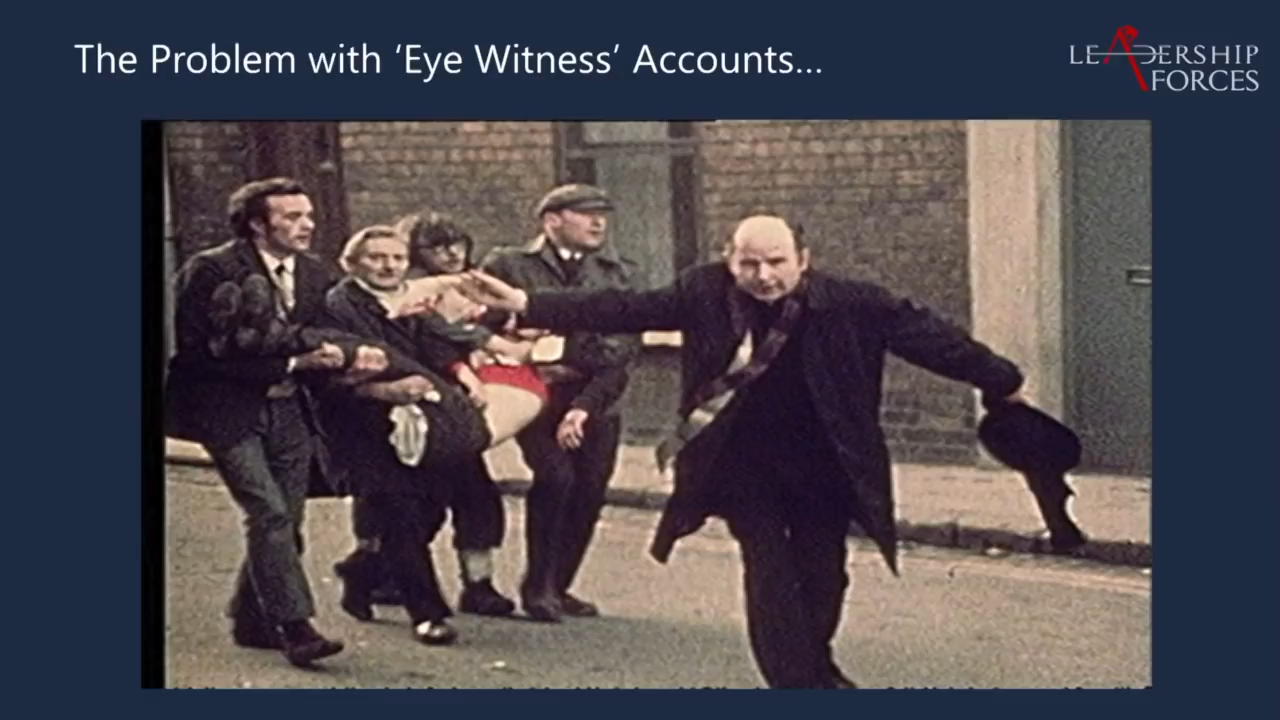 The Problem with ‘Eye Witness’ Accounts...
LEADERSHIP
FORCES